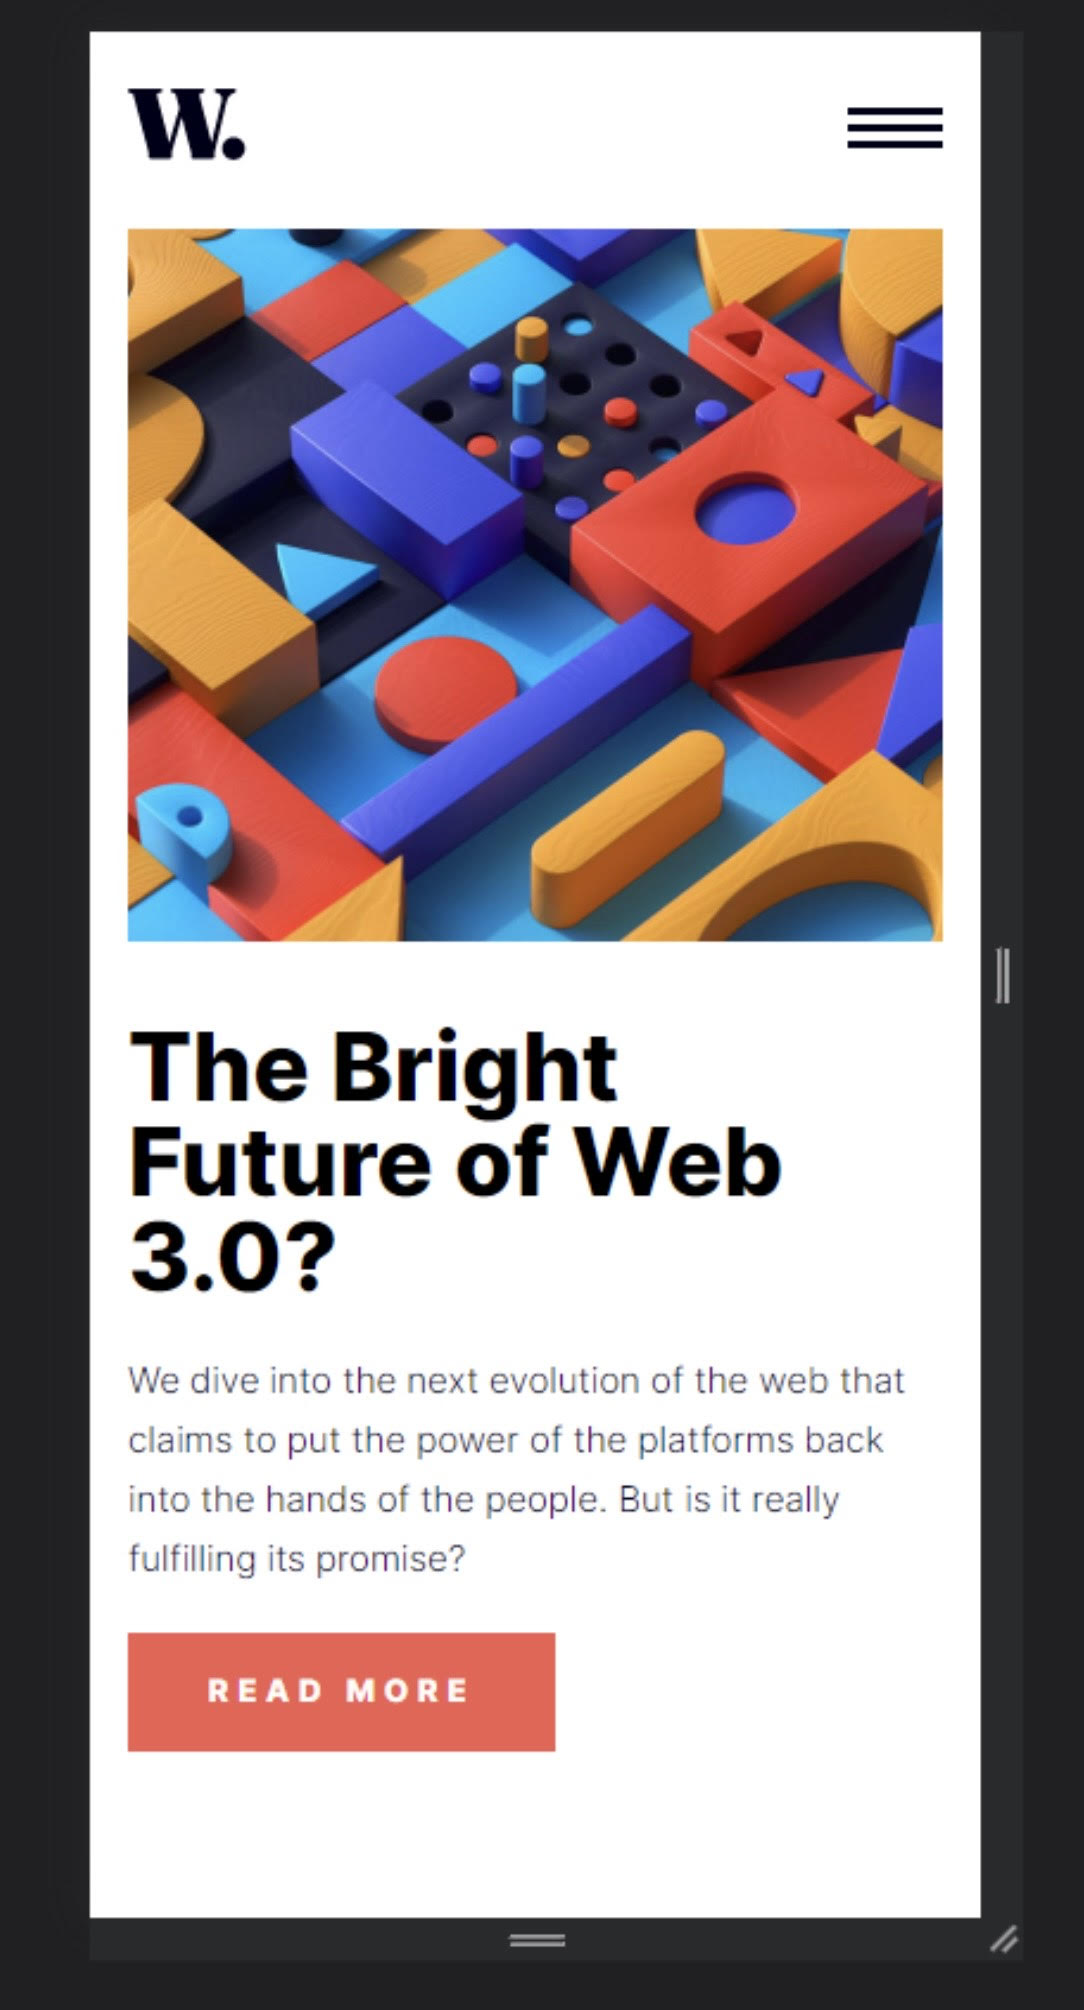 W.
The Bright
Future of Web
3.0?
We dive into the next evolution of the web that
claims to put the power of the platforms back
into the hands of the people. But is it really
fulfilling its promise?
READ MORE